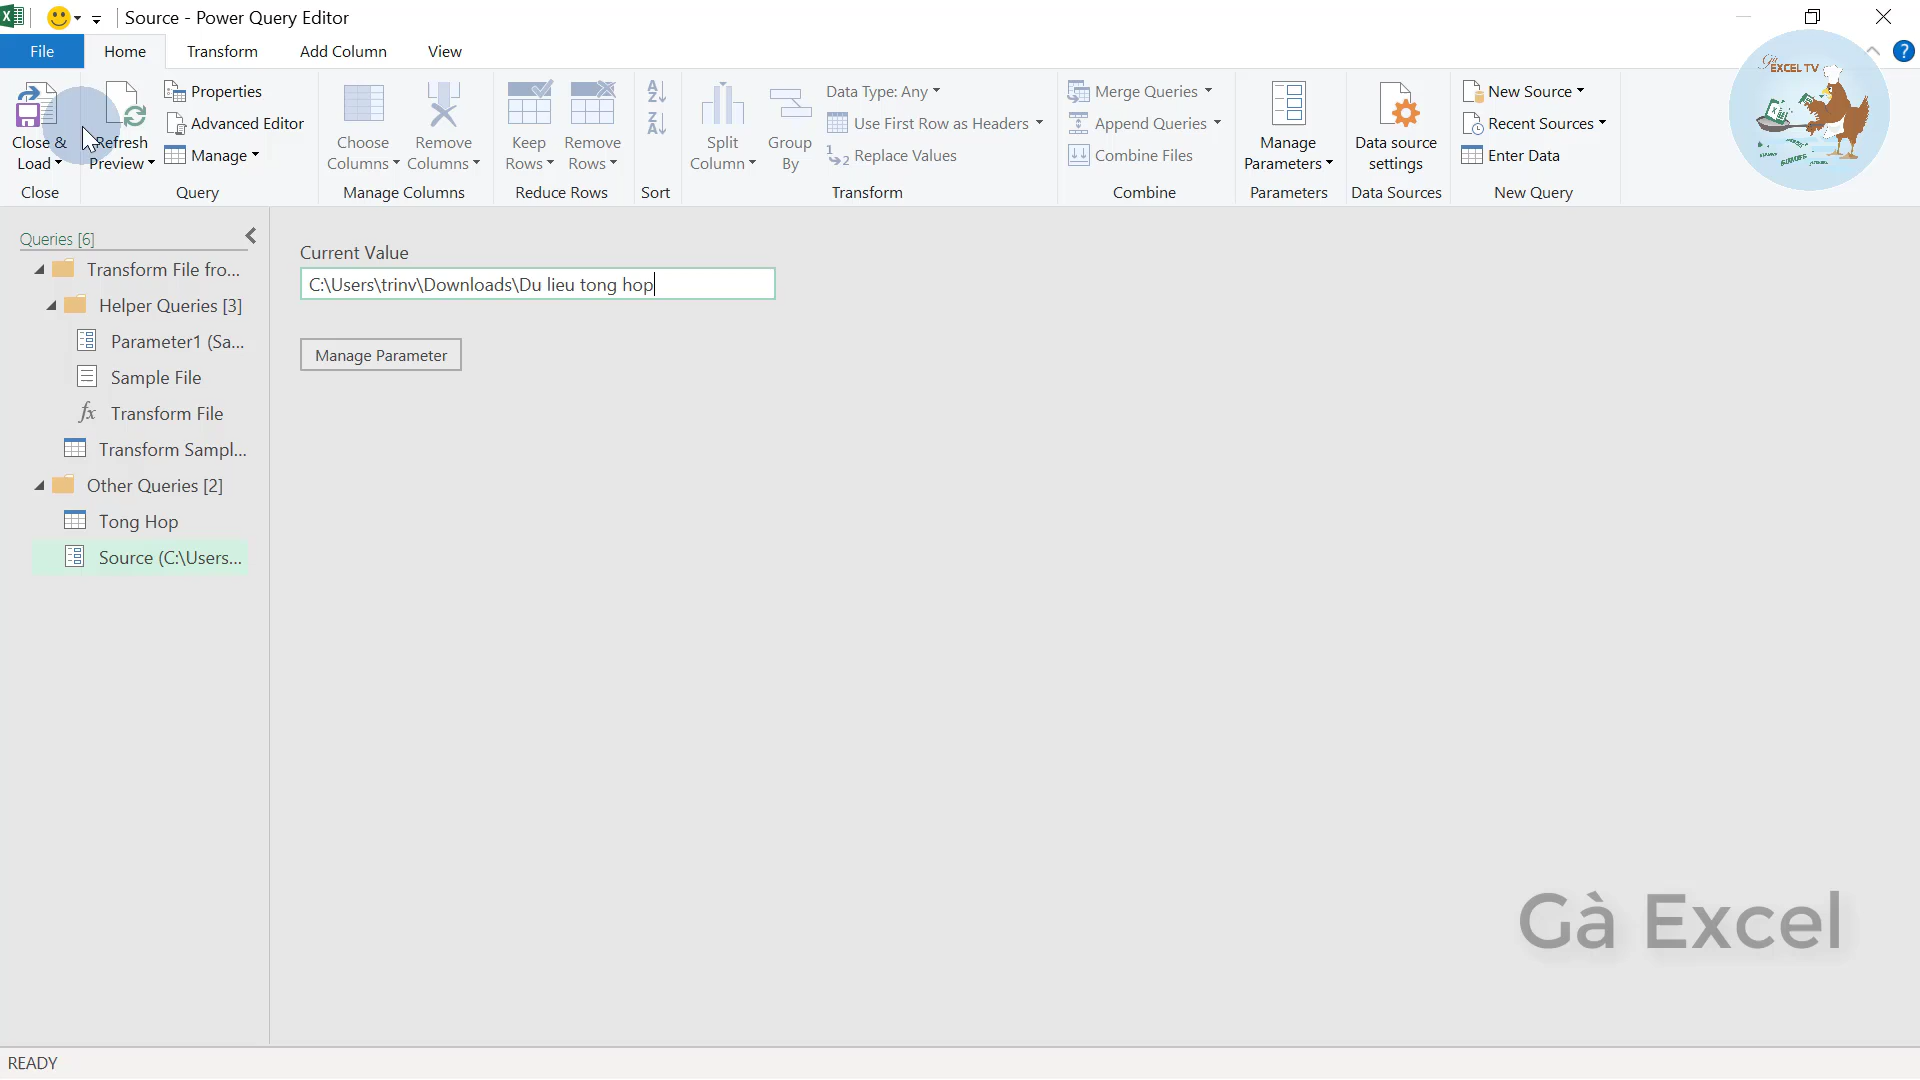 Source - Power Query Editor
File Home Transform Add Column View
Close & Load
Close
Refresh Preview
Properties
Advanced Editor
Manage
Query
Choose Columns
Remove Columns
Manage Columns
Keep Rows
Remove Rows
Reduce Rows
Sort
Split Column
Group By
Data Type: Any
Use First Row as Headers
Replace Values
Transform
Merge Queries
Append Queries
Combine Files
Combine
Manage Parameters
Parameters
Data source settings
Data Sources
New Source
Recent Sources
Enter Data
New Query
EXCEL TV
Queries [6]
Transform File fro...
Helper Queries [3]
Parameter1 (Sa...
Sample File
fx Transform File
Transform Sampl...
Other Queries [2]
Tong Hop
Source (C:\Users...
Current Value
C:\Users\trinv\Downloads\Du lieu tong hop
Manage Parameter
Gà Excel
READY